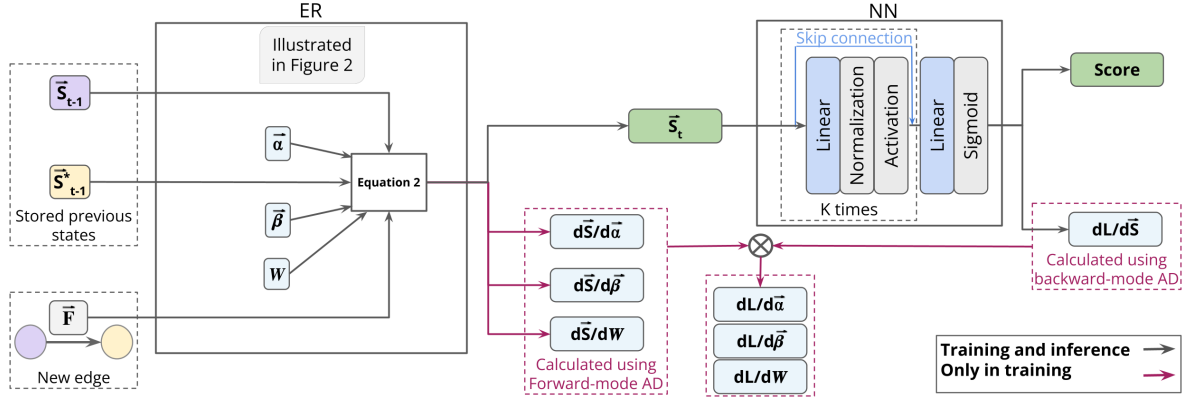 ER
NN
Illustrated
in Figure 2
S⃗t-1
S⃗*t-1
Stored previous
states
F⃗
New edge
α⃗
β⃗
W
Equation 2
S⃗t
Skip connection
Linear
Normalization
Activation
K times
Linear
Sigmoid
Score
dL/dS⃗
Calculated using
backward-mode AD
dS⃗/dα⃗
dS⃗/dβ⃗
dS⃗/dW
Calculated using
Forward-mode AD
dL/dα⃗
dL/dβ⃗
dL/dW
Training and inference
Only in training